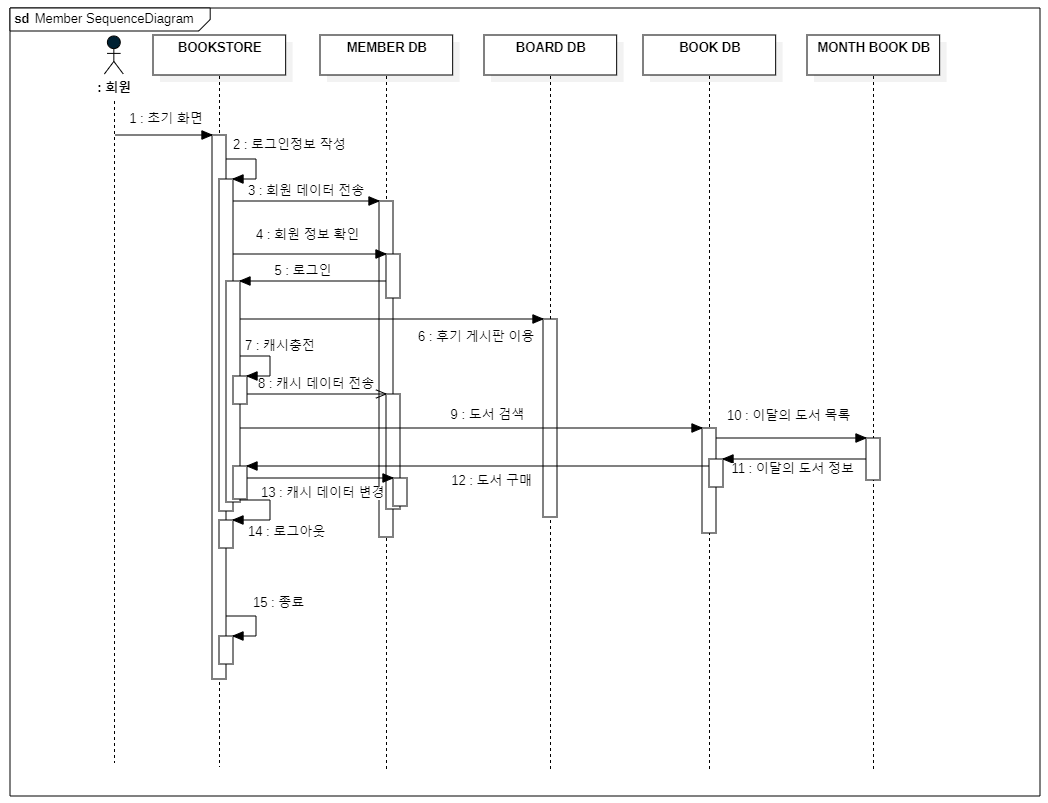 sd Member SequenceDiagram
: 회원
BOOKSTORE
MEMBER DB
BOARD DB
BOOK DB
MONTH BOOK DB
1 : 초기 화면
2 : 로그인정보 작성
3 : 회원 데이터 전송
4 : 회원 정보 확인
5 : 로그인
6 : 후기 게시판 이용
7 : 캐시충전
8 : 캐시 데이터 전송
9 : 도서 검색
10 : 이달의 도서 목록
11 : 이달의 도서 정보
12 : 도서 구매
13 : 캐시 데이터 변경
14 : 로그아웃
15 : 종료